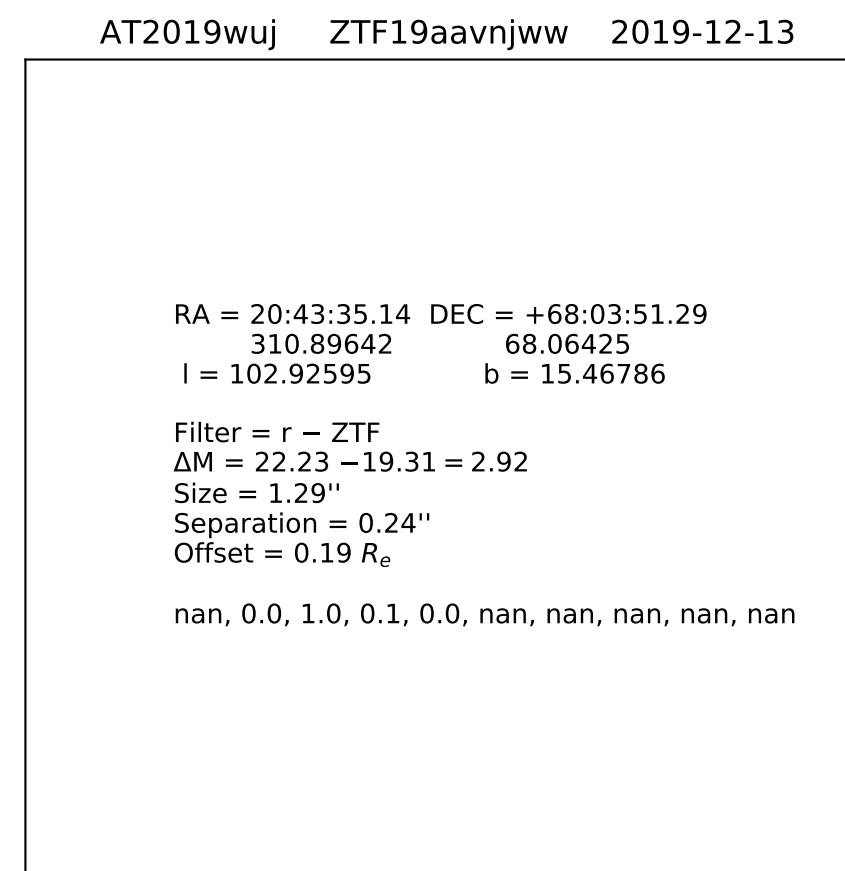 AT2019wuj ZTF19aavnjww 2019-12-13
RA = 20:43:35.14 DEC = +68:03:51.29
310.89642 68.06425
l = 102.92595 b = 15.46786
Filter = r − ZTF
ΔM = 22.23 −19.31 = 2.92
Size = 1.29''
Separation = 0.24''
Offset = 0.19 Re
nan, 0.0, 1.0, 0.1, 0.0, nan, nan, nan, nan, nan